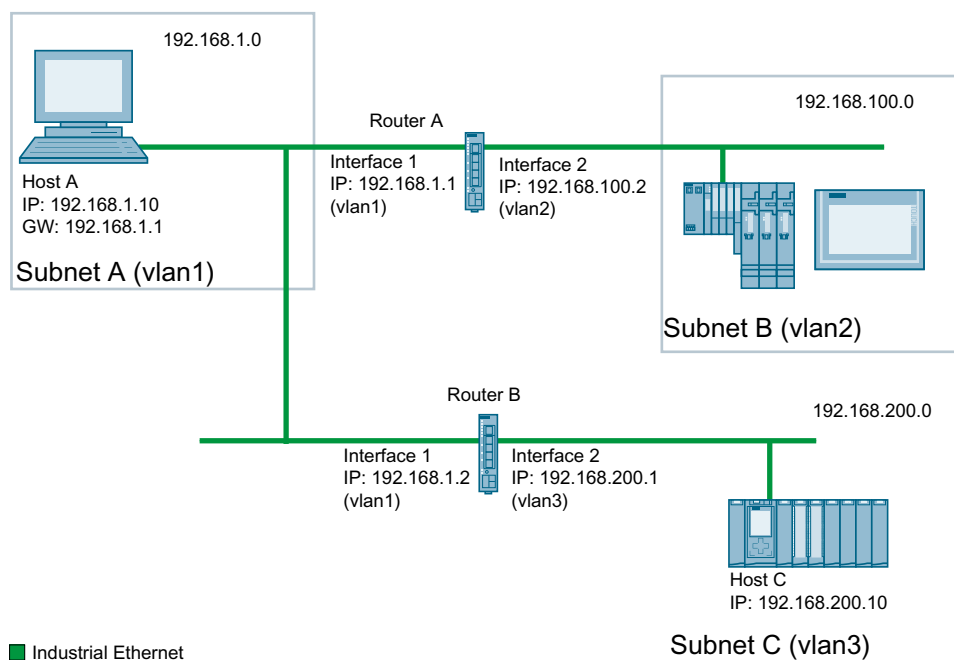 192.168.1.0
Host A
IP: 192.168.1.10
GW: 192.168.1.1
Subnet A (vlan1)
Router A
Interface 1
IP: 192.168.1.1
(vlan1)
Interface 2
IP: 192.168.100.2
(vlan2)
192.168.100.0
TOUCH
Subnet B (vlan2)
Router B
Interface 1
IP: 192.168.1.2
(vlan1)
Interface 2
IP: 192.168.200.1
(vlan3)
192.168.200.0
Host C
IP: 192.168.200.10
Subnet C (vlan3)
Industrial Ethernet